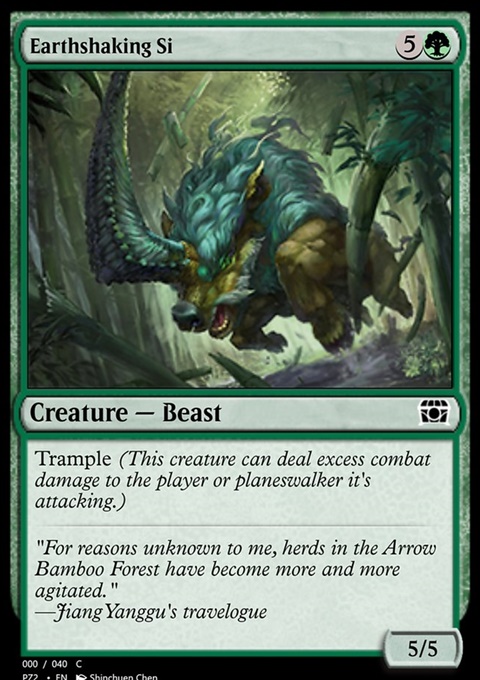 Earthshaking Si 5
Creature — Beast
Trample (This creature can deal excess combat
damage to the player or planeswalker it's
attacking.)
"For reasons unknown to me, herds in the Arrow
Bamboo Forest have become more and more
agitated."
—Jiang Yanggu's travelogue
5/5
000 / 040 C
PZ2 • EN Shinchuen Chen